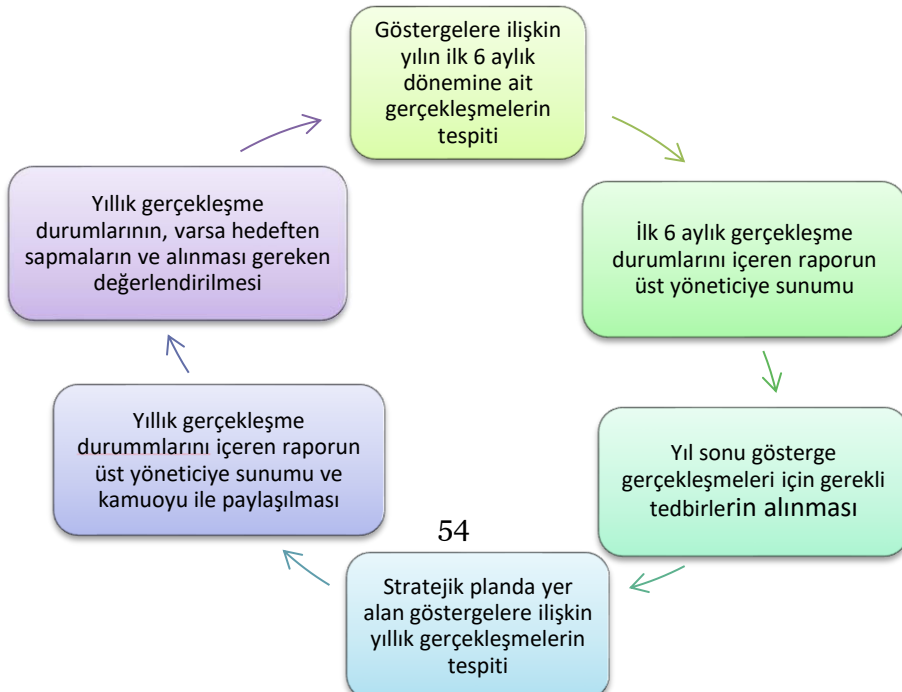 Göstergelere ilişkin
yılın ilk 6 aylık
dönemine ait
gerçekleşmelerin
tespiti
İlk 6 aylık gerçekleşme
durumlarını içeren raporun
üst yöneticiye sunumu
Yıl sonu gösterge
gerçekleşmeleri için gerekli
tedbirlerin alınması
54
Stratejik planda yer
alan göstergelere ilişkin
yıllık gerçekleşmelerin
tespiti
Yıllık gerçekleşme
durummlarını içeren raporun
üst yöneticiye sunumu ve
kamuoyu ile paylaşılması
Yıllık gerçekleşme
durumlarının, varsa hedeften
sapmaların ve alınması gereken
değerlendirilmesi